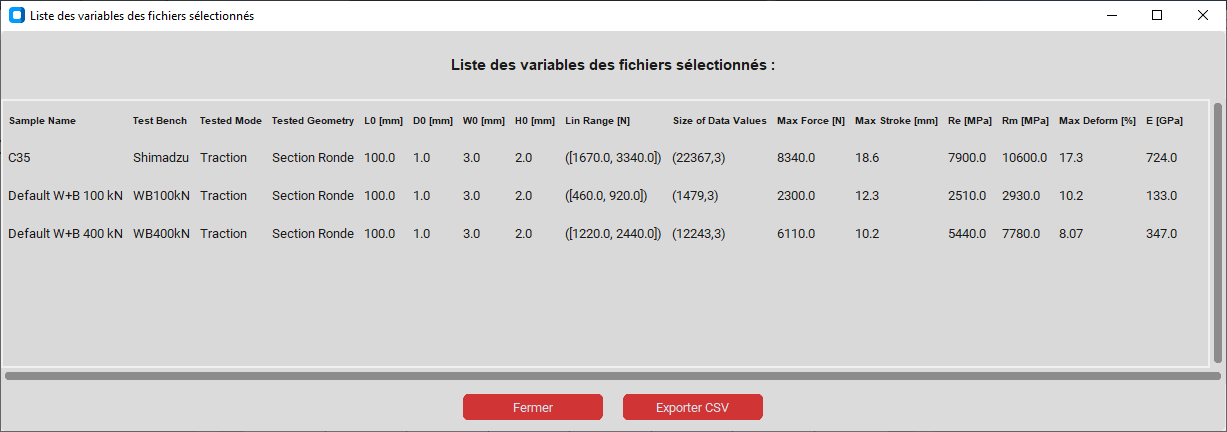 Liste des variables des fichiers sélectionnés
Liste des variables des fichiers sélectionnés :
Sample Name Test Bench Tested Mode Tested Geometry L0 [mm] D0 [mm] W0 [mm] H0 [mm] Lin Range [N] Size of Data Values Max Force [N] Max Stroke [mm] Re [MPa] Rm [MPa] Max Deform [%] E [GPa]
C35 Shimadzu Traction Section Ronde 100.0 1.0 3.0 2.0 ([1670.0, 3340.0]) (22367,3) 8340.0 18.6 7900.0 10600.0 17.3 724.0
Default W+B 100 kN WB100kN Traction Section Ronde 100.0 1.0 3.0 2.0 ([460.0, 920.0]) (1479,3) 2300.0 12.3 2510.0 2930.0 10.2 133.0
Default W+B 400 kN WB400kN Traction Section Ronde 100.0 1.0 3.0 2.0 ([1220.0, 2440.0]) (12243,3) 6110.0 10.2 5440.0 7780.0 8.07 347.0
Fermer Exporter CSV